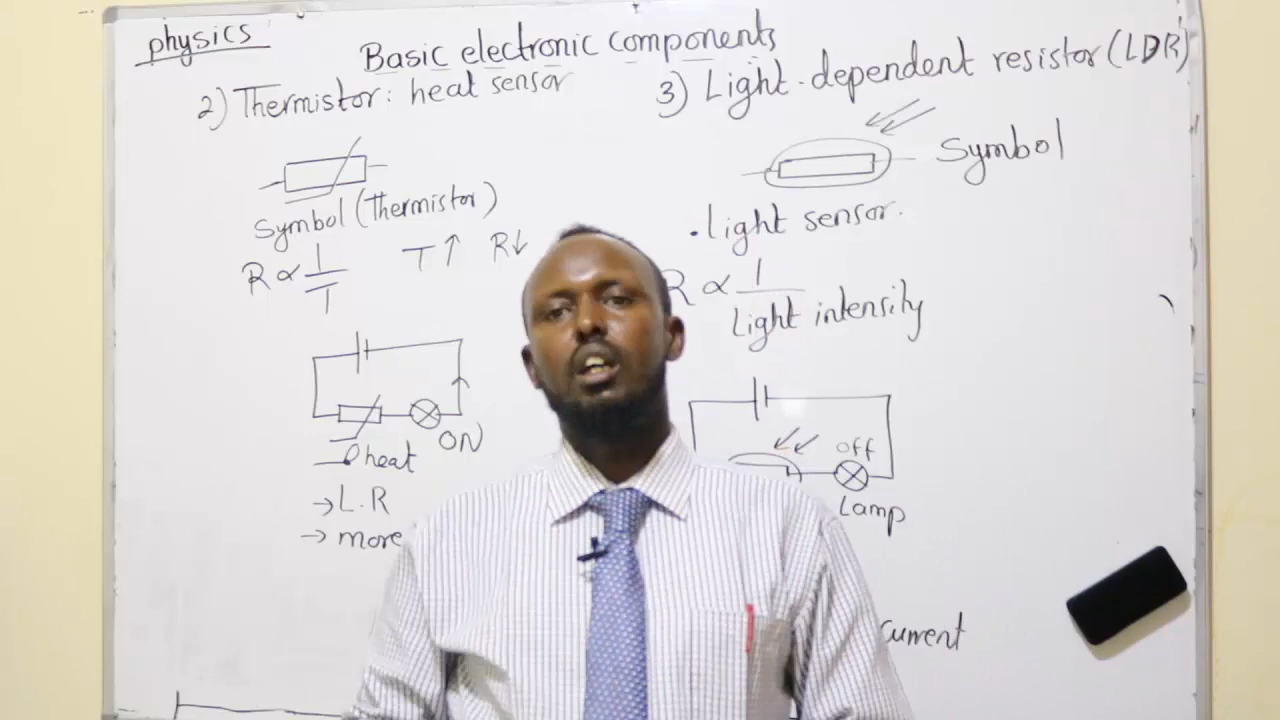 physics
Basic electronic components
2) Thermistor: heat sensor
Symbol (Thermistor)
R ∝ 1/T
T↑ R↓
ON
heat
→ L.R
→ more
3) Light-dependent resistor (LDR)
Symbol
. Light sensor.
R ∝ 1/Light intensity
off
Lamp
Current